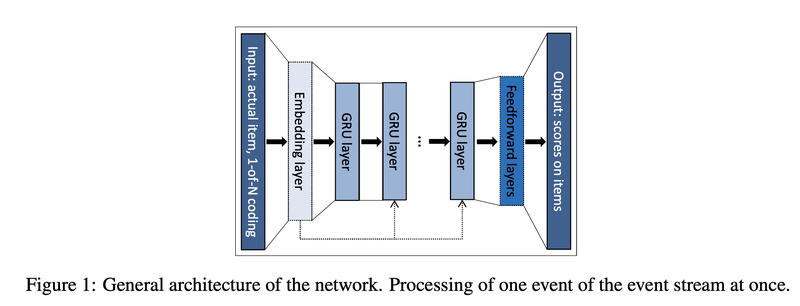 Input: actual item, 1-of-N coding
Embedding layer
GRU layer
GRU layer
...
GRU layer
Feedforward layers
Output: scores on items
Figure 1: General architecture of the network. Processing of one event of the event stream at once.